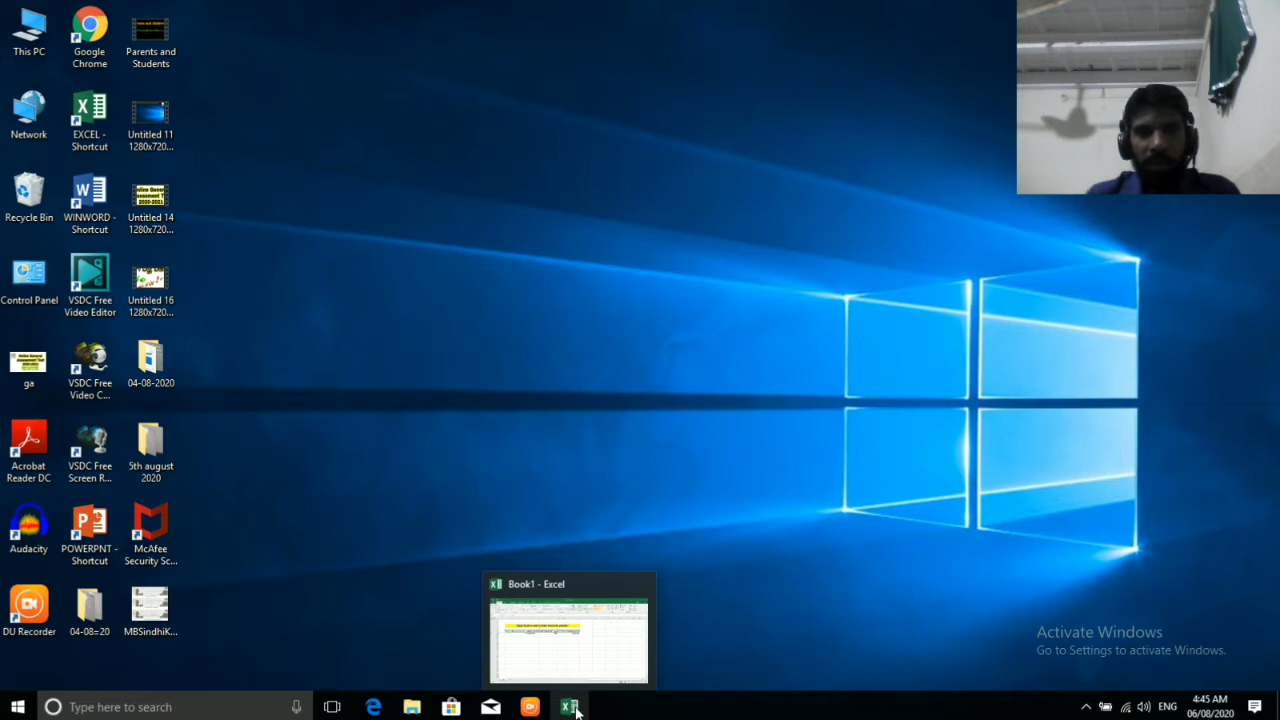 This PC
Google
Chrome
Parents and
Students
Network
EXCEL -
Shortcut
Untitled 11
1280x720...
Recycle Bin
WINWORD -
Shortcut
Untitled 14
1280x720...
Control Panel
VSDC Free
Video Editor
Untitled 16
1280x720...
ga
VSDC Free
Video C...
04-08-2020
Acrobat
Reader DC
VSDC Free
Screen R...
5th august
2020
Audacity
POWERPNT -
Shortcut
McAfee
Security Sc...
DU Recorder
04-08=20
MBSindhiK...
Book1 - Excel
Activate Windows
Go to Settings to activate Windows.
Type here to search
ENG
4:45 AM
06/08/2020